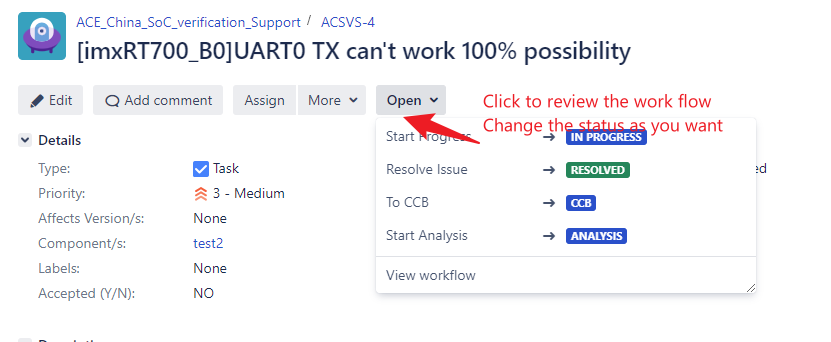 ACE_China_SoC_verification_Support / ACSVS-4
[imxRT700_B0]UART0 TX can't work 100% possibility
Edit Add comment Assign More Open
Click to review the work flow
Change the status as you want
Details
Start Progress → IN PROGRESS
Type: Task
Resolve Issue → RESOLVED
Priority: 3 - Medium
To CCB → CCB
Affects Version/s: None
Component/s: test2
Start Analysis → ANALYSIS
Labels: None
View workflow
Accepted (Y/N): NO